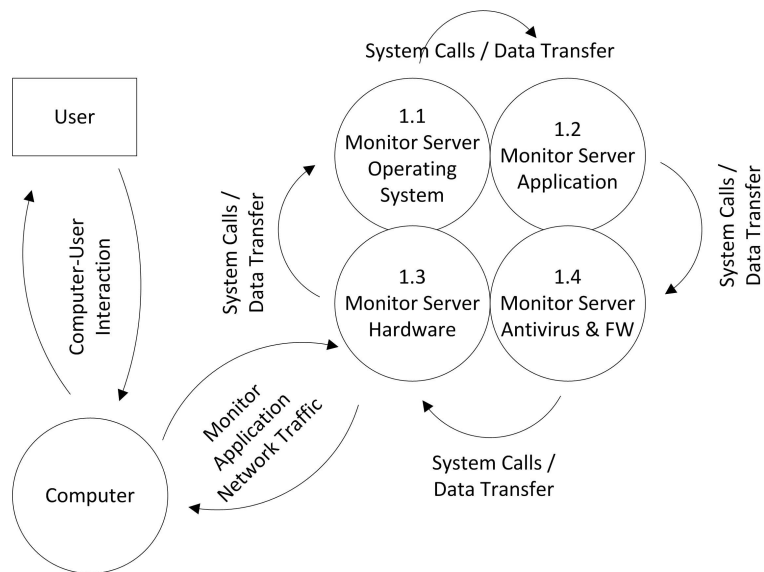 System Calls / Data Transfer
User
1.1
Monitor Server
Operating
System
1.2
Monitor Server
Application
System Calls /
Data Transfer
System Calls /
Data Transfer
Computer-User
Interaction
1.3
Monitor Server
Hardware
1.4
Monitor Server
Antivirus & FW
Monitor
Application
Network Traffic
System Calls /
Data Transfer
Computer